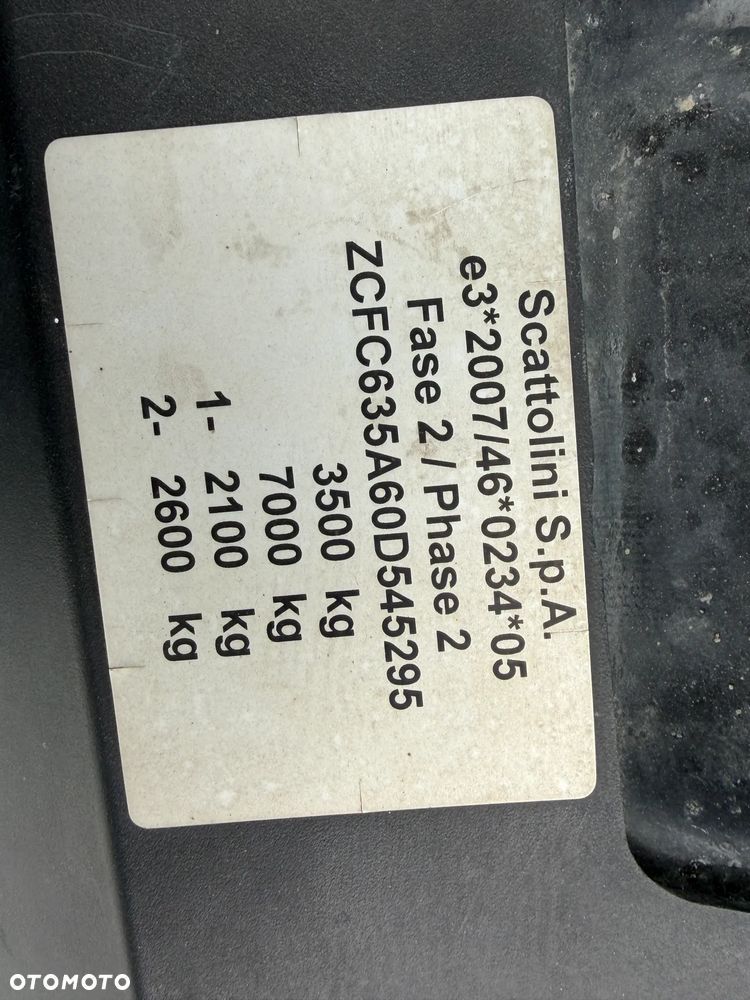 Scattolini S.p.A.
e3*2007/46*0234*05
Fase 2 / Phase 2
ZCFC635A60D545295
3500 kg
7000 kg
1- 2100 kg
2- 2600 kg
OTOMOTO